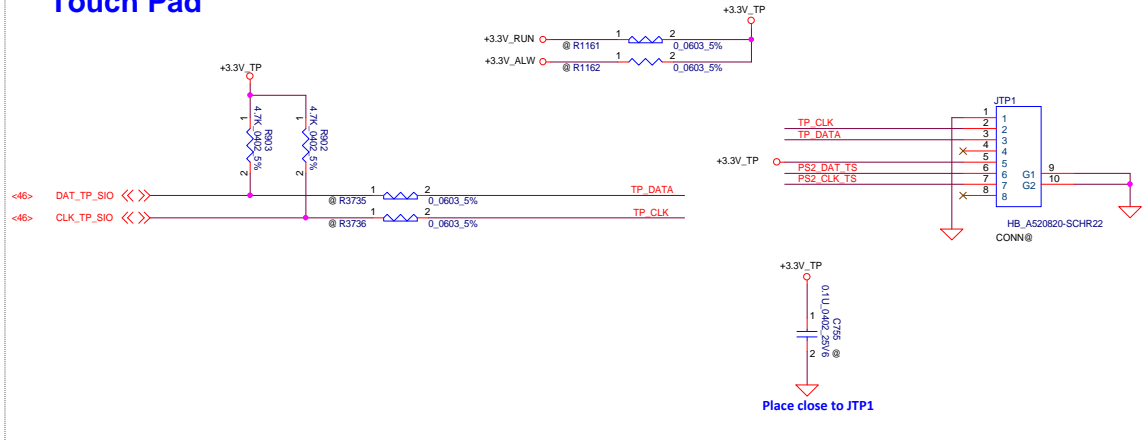 Touch Pad
+3.3V_TP
+3.3V_RUN
1
2
@ R1161
0_0603_5%
+3.3V_ALW
1
2
@ R1162
0_0603_5%
+3.3V_TP
1
4.7K_0402_5%
R903
2
1
4.7K_0402_5%
R902
2
<46>
DAT_TP_SIO
1
2
@ R3735
0_0603_5%
TP_DATA
<46>
CLK_TP_SIO
1
2
@ R3736
0_0603_5%
TP_CLK
JTP1
1
1
TP_CLK
2
2
TP_DATA
3
3
4
4
+3.3V_TP
5
5
PS2_DAT_TS
6
6
G1
9
PS2_CLK_TS
7
7
G2
10
8
8
HB_A520820-SCHR22
CONN@
+3.3V_TP
1
0.1U_0402_25V6
C755
2
@
Place close to JTP1